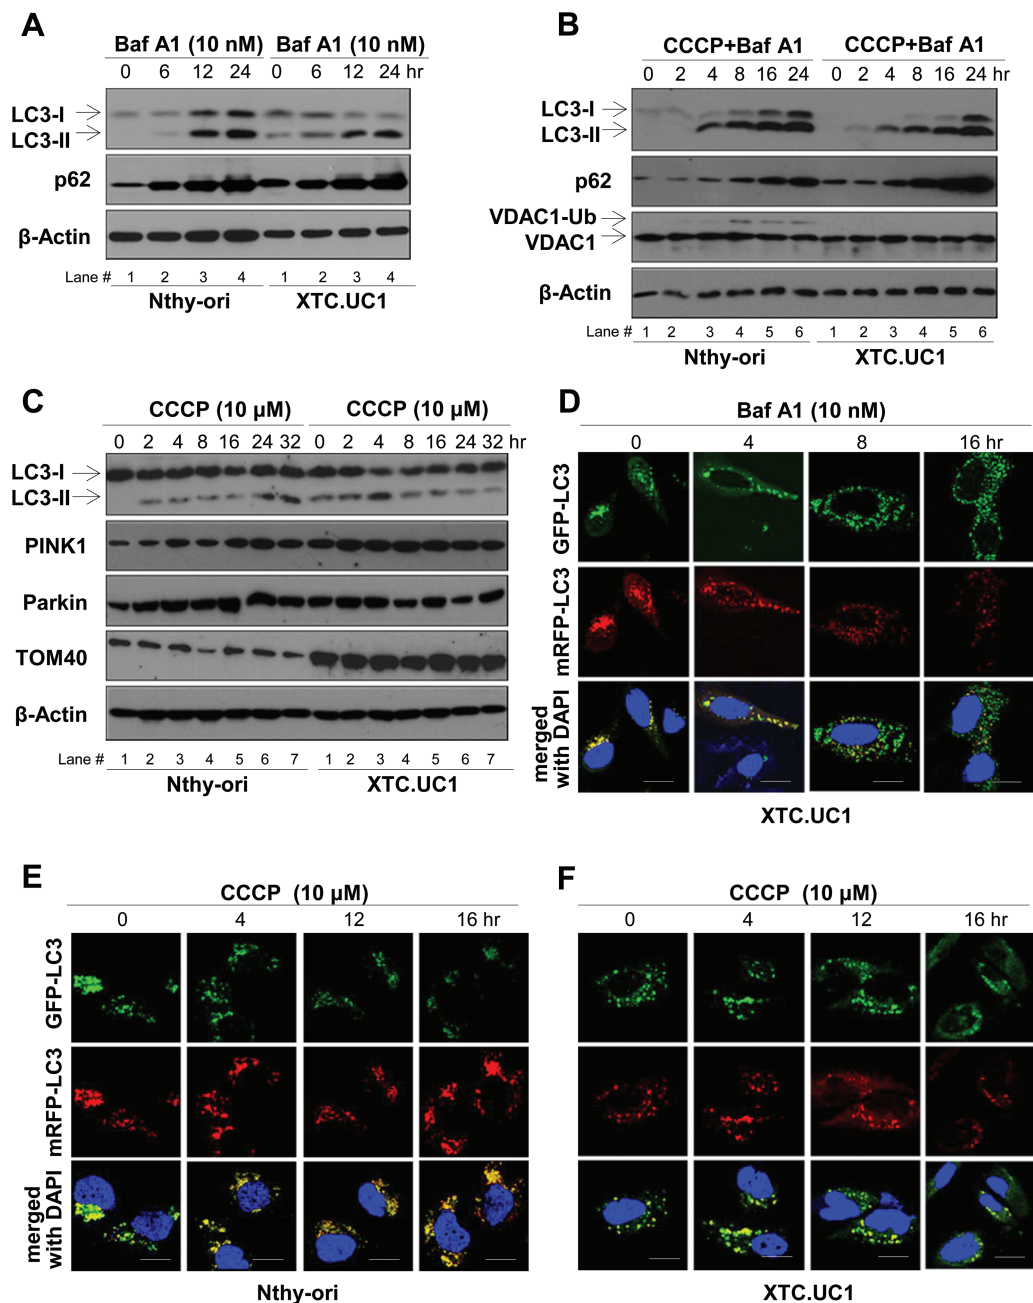 A
Baf A1 (10 nM) Baf A1 (10 nM)
0 6 12 24 0 6 12 24 hr
LC3-I
LC3-II
p62
β-Actin
Lane # 1 2 3 4 1 2 3 4
Nthy-ori XTC.UC1
B
CCCP+Baf A1 CCCP+Baf A1
0 2 4 8 16 24 0 2 4 8 16 24 hr
LC3-I
LC3-II
p62
VDAC1-Ub
VDAC1
β-Actin
Lane # 1 2 3 4 5 6 1 2 3 4 5 6
Nthy-ori XTC.UC1
C
CCCP (10 µM) CCCP (10 µM)
0 2 4 8 16 24 32 0 2 4 8 16 24 32 hr
LC3-I
LC3-II
PINK1
Parkin
TOM40
β-Actin
Lane # 1 2 3 4 5 6 7 1 2 3 4 5 6 7
Nthy-ori XTC.UC1
D
Baf A1 (10 nM)
0 4 8 16 hr
GFP-LC3
mRFP-LC3
merged
with DAPI
XTC.UC1
E
CCCP (10 µM)
0 4 12 16 hr
GFP-LC3
mRFP-LC3
merged
with DAPI
Nthy-ori
F
CCCP (10 µM)
0 4 12 16 hr
XTC.UC1